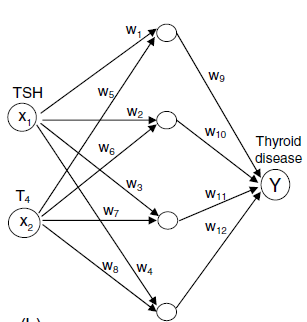 w₁
w₉
TSH
w₅
x₁
w₂
w₁₀
Thyroid
disease
w₆
Y
w₃
T₄
w₇
w₁₁
x₂
w₁₂
w₈
w₄